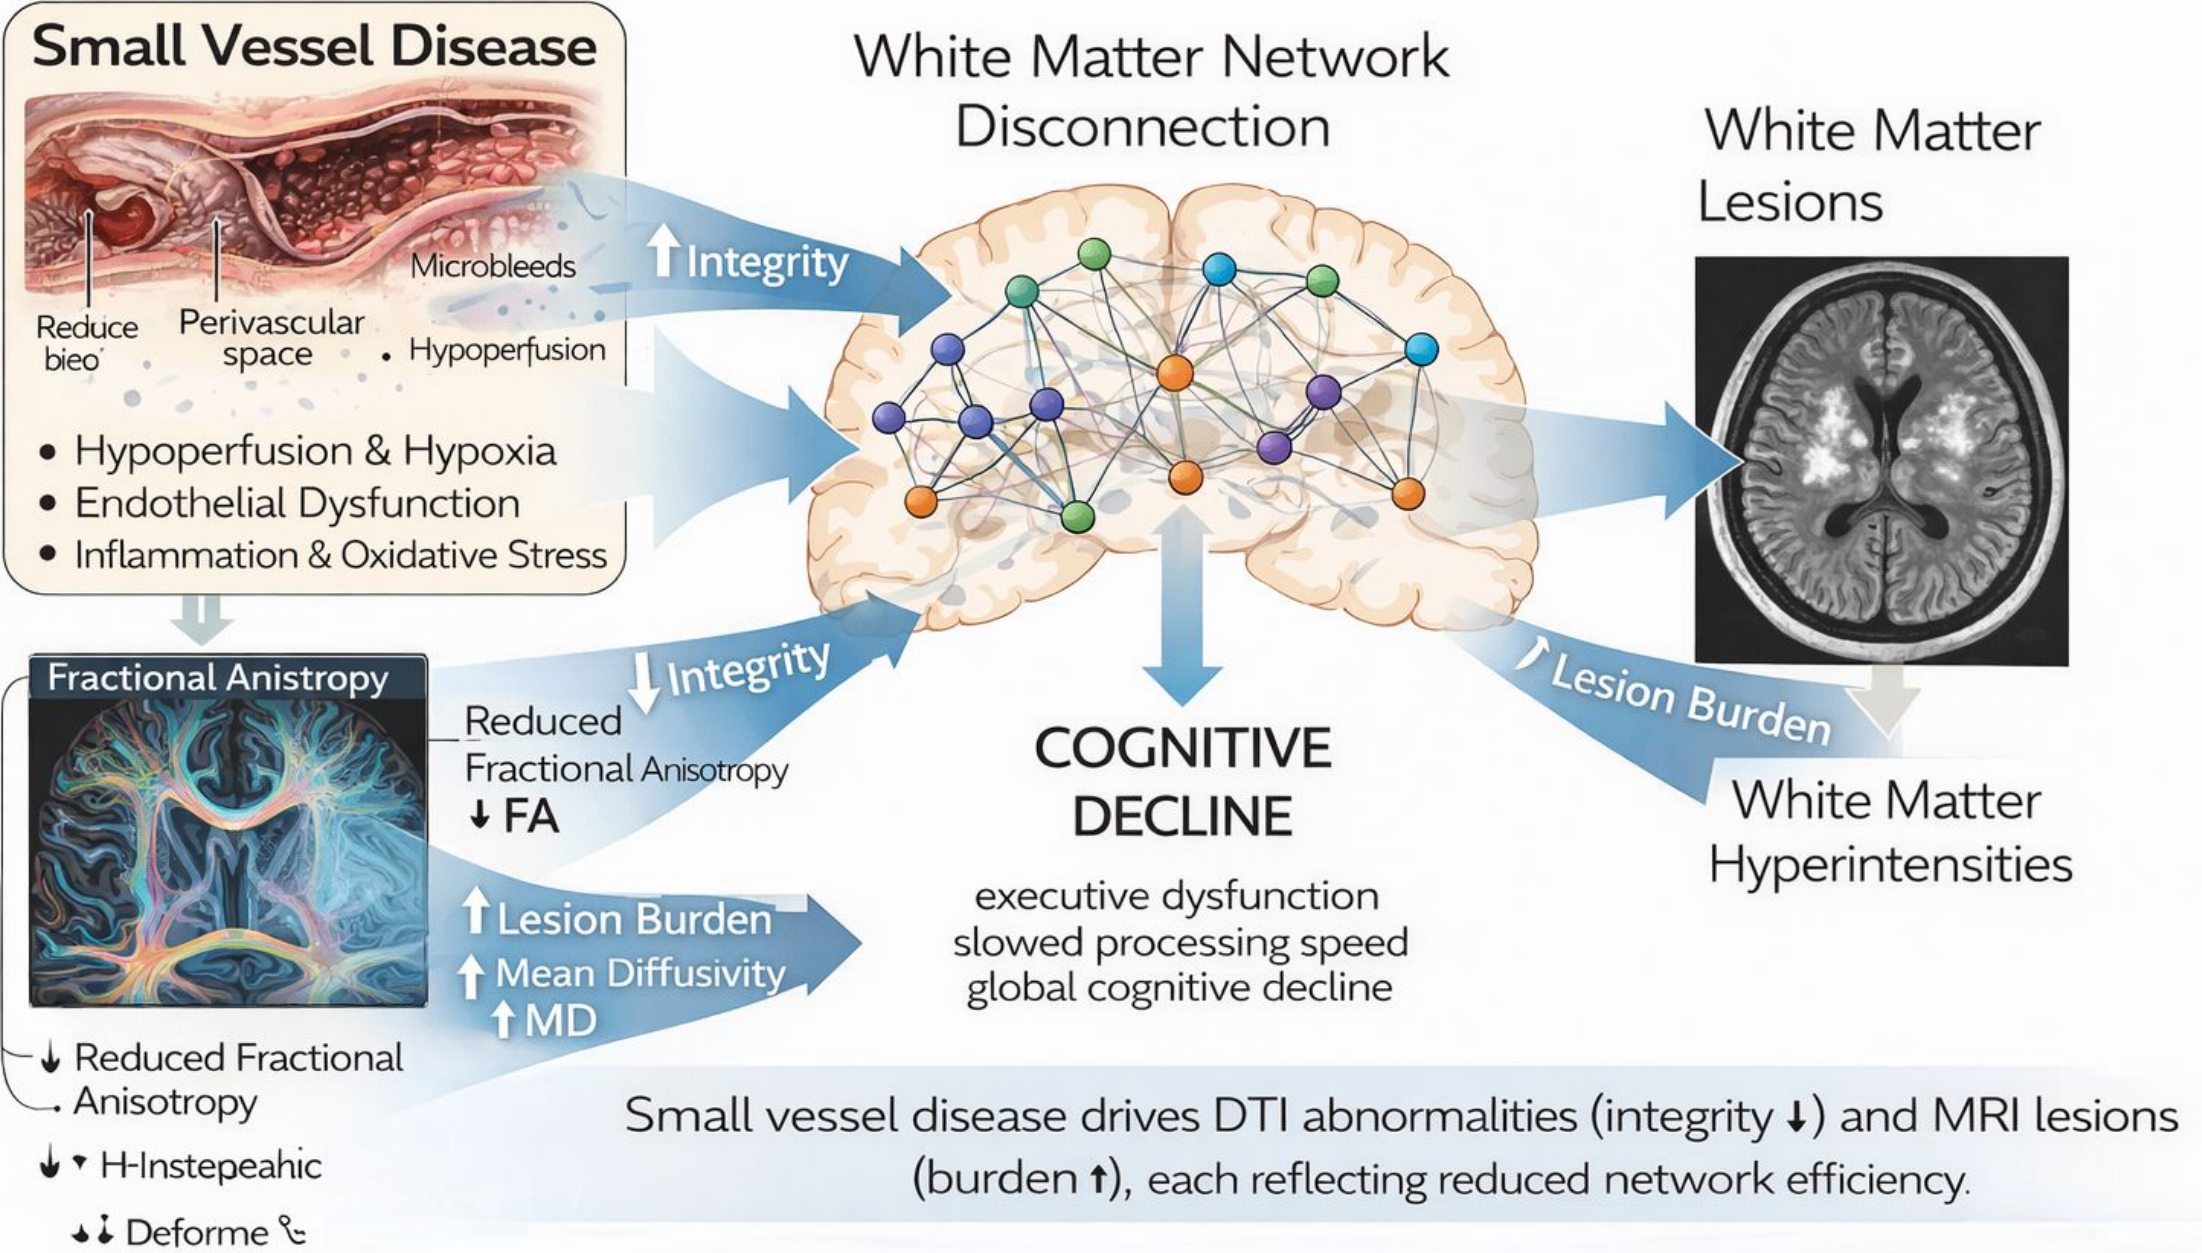 Small Vessel Disease
Microbleeds
Reduce
bieo'
Perivascular
space
• Hypoperfusion
• Hypoperfusion & Hypoxia
• Endothelial Dysfunction
• Inflammation & Oxidative Stress
White Matter Network
Disconnection
↑ Integrity
White Matter
Lesions
Fractional Anistropy
↓ Integrity
Reduced
Fractional Anisotropy
↓ FA
↑ Lesion Burden
↑ Mean Diffusivity
↑ MD
COGNITIVE
DECLINE
executive dysfunction
slowed processing speed
global cognitive decline
↑ Lesion Burden
White Matter
Hyperintensities
↓ Reduced Fractional
Anisotropy
↓ H-Instepeahic
Deforme
Small vessel disease drives DTI abnormalities (integrity ↓) and MRI lesions
(burden ↑), each reflecting reduced network efficiency.